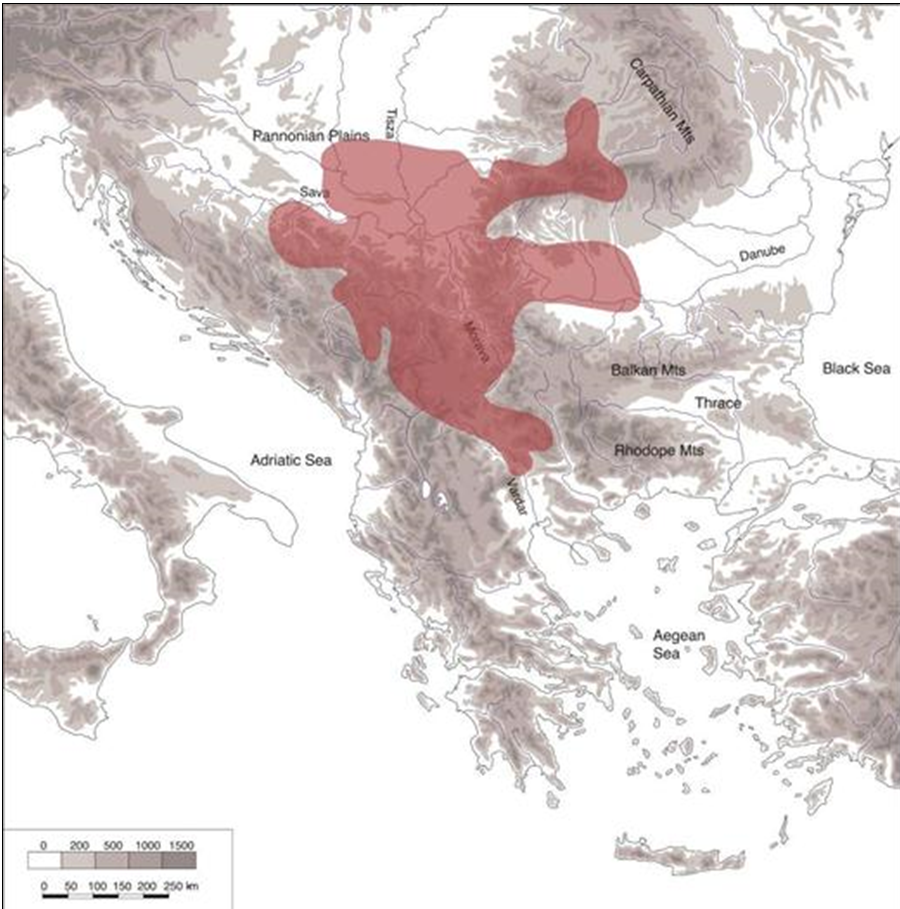 Carpathian Mts
Tisza
Pannonian Plains
Sava
Danube
Morava
Balkan Mts
Black Sea
Thrace
Rhodope Mts
Adriatic Sea
Vardar
Aegean
Sea
0 200 500 1000 1500
0 50 100 150 200 250 km